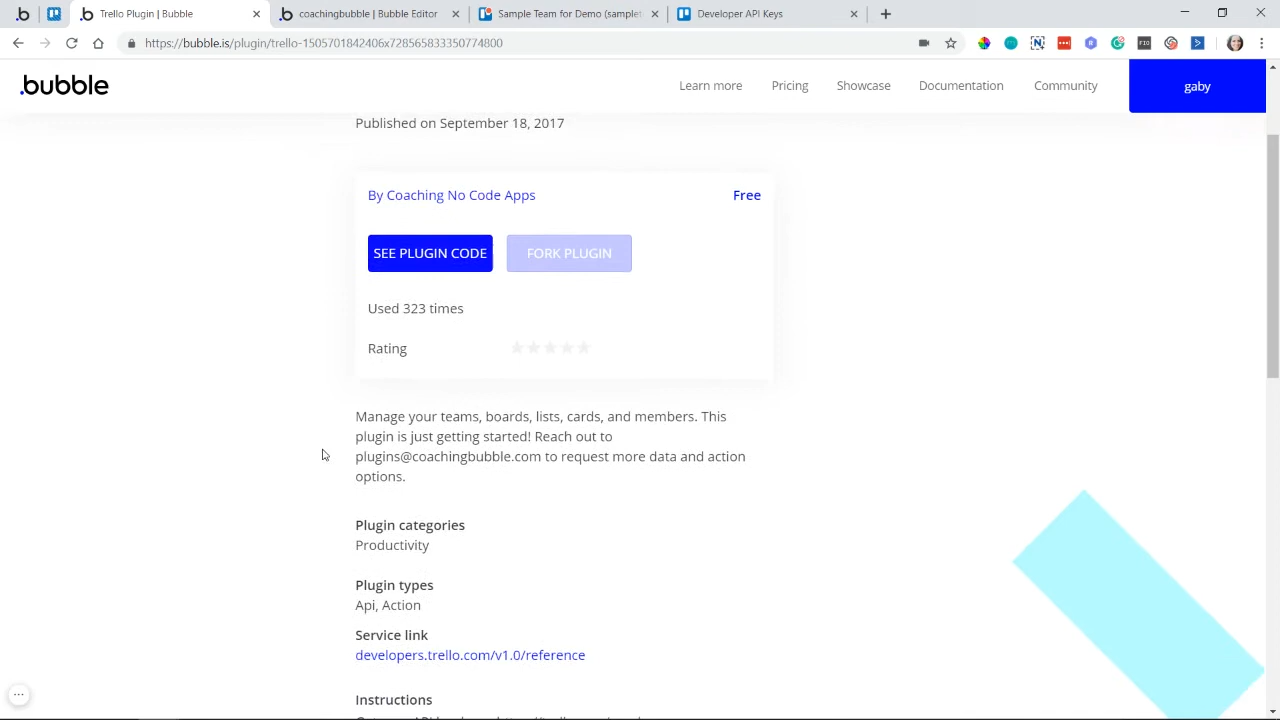 Trello Plugin | Bubble
coachingbubble | Bubble Editor
Sample Team for Demo (samplet
Developer API Keys
https://bubble.is/plugin/trello-1505701842406x728565833350774800
.bubble
Learn more
Pricing
Showcase
Documentation
Community
gaby
Published on September 18, 2017
By Coaching No Code Apps
Free
SEE PLUGIN CODE
FORK PLUGIN
Used 323 times
Rating
Manage your teams, boards, lists, cards, and members. This
plugin is just getting started! Reach out to
plugins@coachingbubble.com to request more data and action
options.
Plugin categories
Productivity
Plugin types
Api, Action
Service link
developers.trello.com/v1.0/reference
Instructions